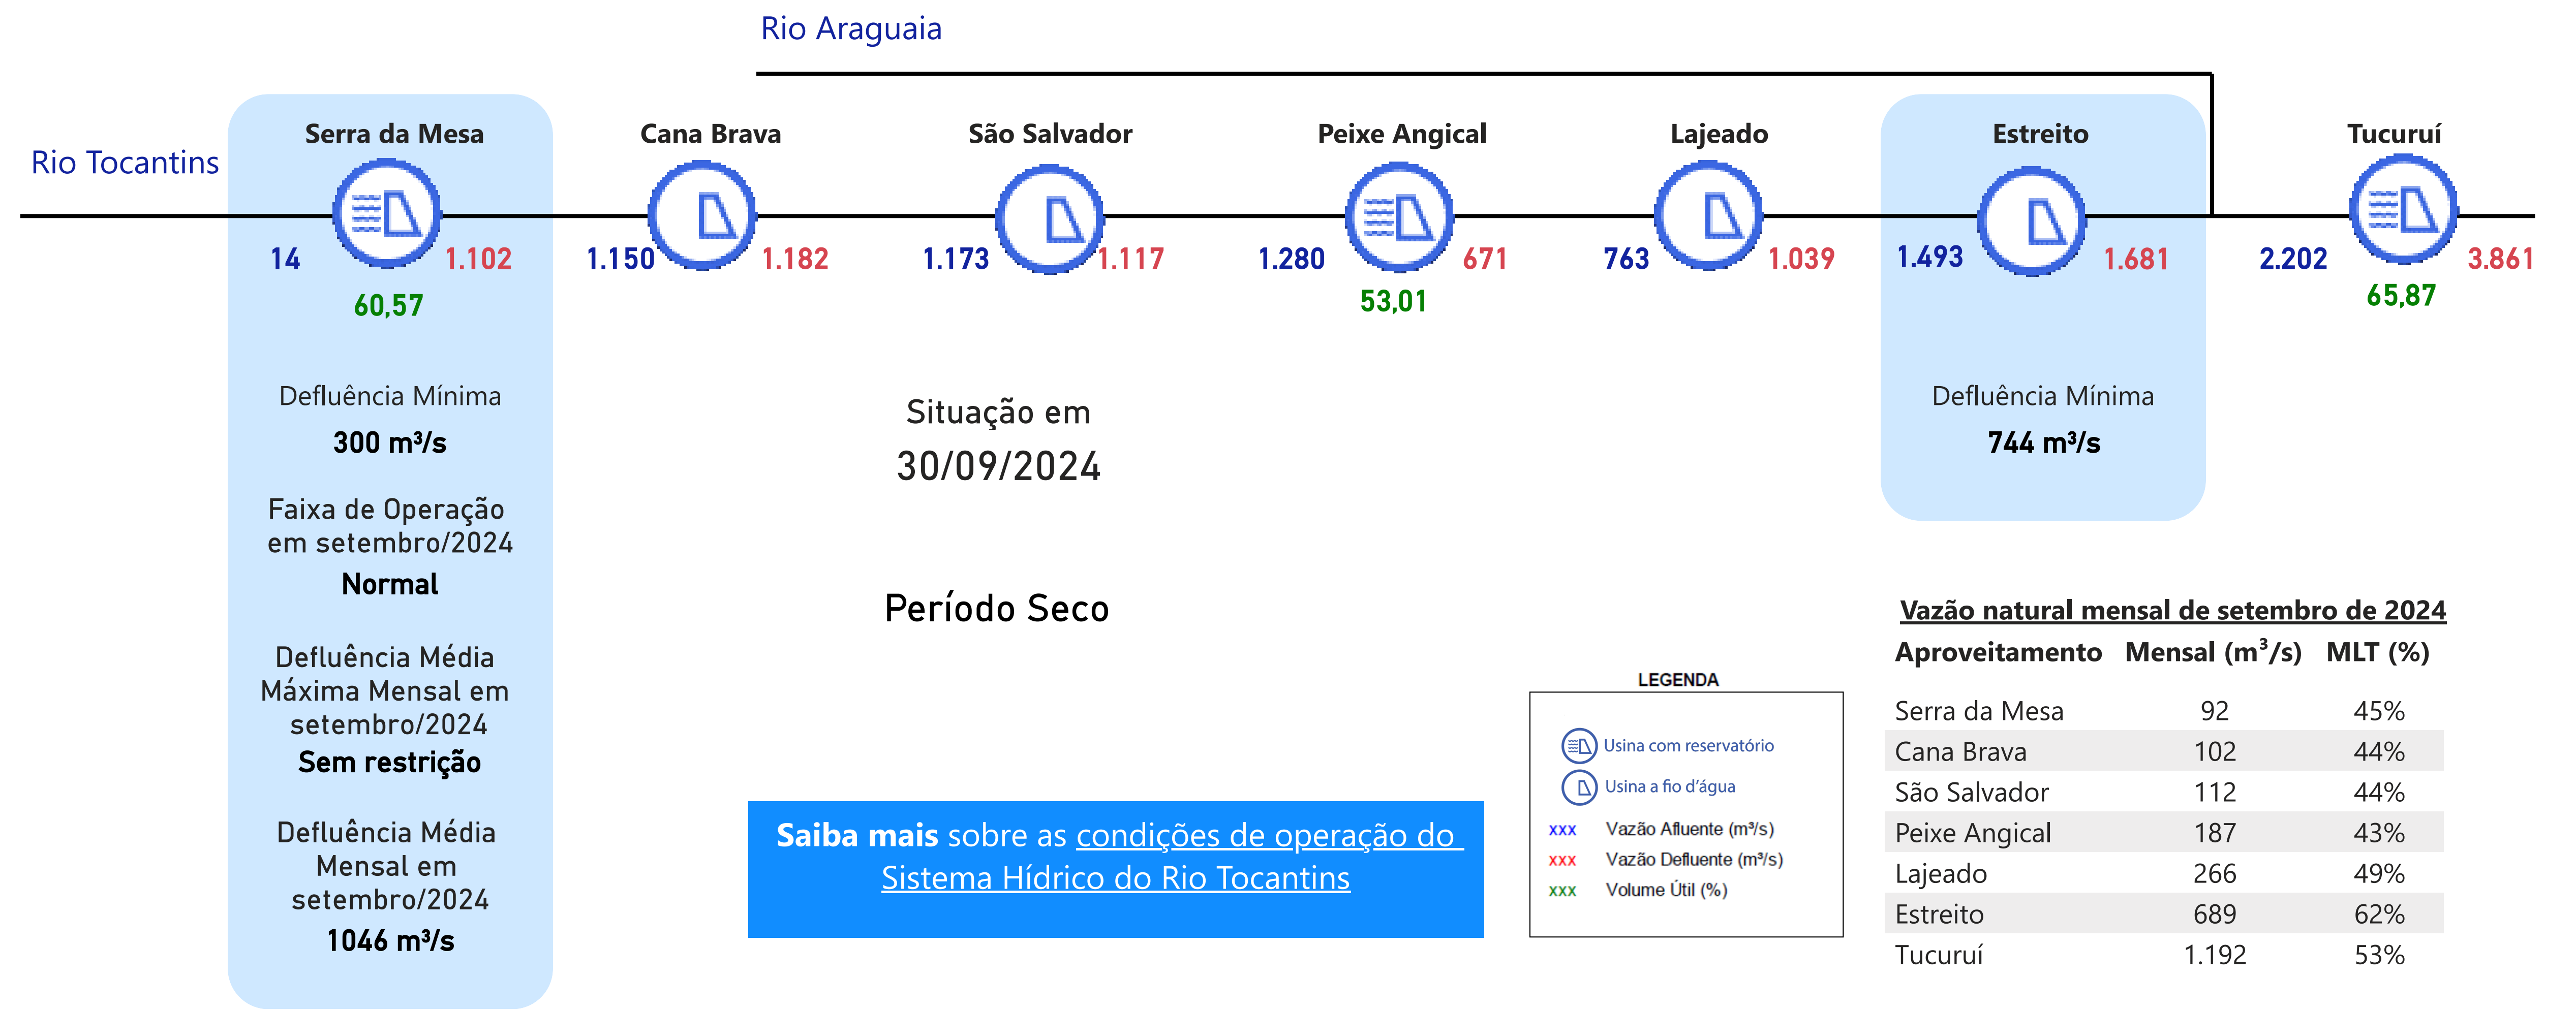 Rio Araguaia
Rio Tocantins
Serra da Mesa
Cana Brava
São Salvador
Peixe Angical
Lajeado
Estreito
Tucuruí
14
1.102
1.150
1.182
1.173
1.117
1.280
671
763
1.039
1.493
1.681
2.202
3.861
60,57
53,01
65,87
Defluência Mínima
300 m³/s
Faixa de Operação
em setembro/2024
Normal
Defluência Média
Máxima Mensal em
setembro/2024
Sem restrição
Defluência Média
Mensal em
setembro/2024
1046 m³/s
Situação em
30/09/2024
Período Seco
Saiba mais sobre as condições de operação do
Sistema Hídrico do Rio Tocantins
Defluência Mínima
744 m³/s
LEGENDA
Usina com reservatório
Usina a fio d'água
xxx Vazão Afluente (m³/s)
xxx Vazão Defluente (m³/s)
xxx Volume Útil (%)
Vazão natural mensal de setembro de 2024
Aproveitamento Mensal (m³/s) MLT (%)
Serra da Mesa 92 45%
Cana Brava 102 44%
São Salvador 112 44%
Peixe Angical 187 43%
Lajeado 266 49%
Estreito 689 62%
Tucuruí 1.192 53%